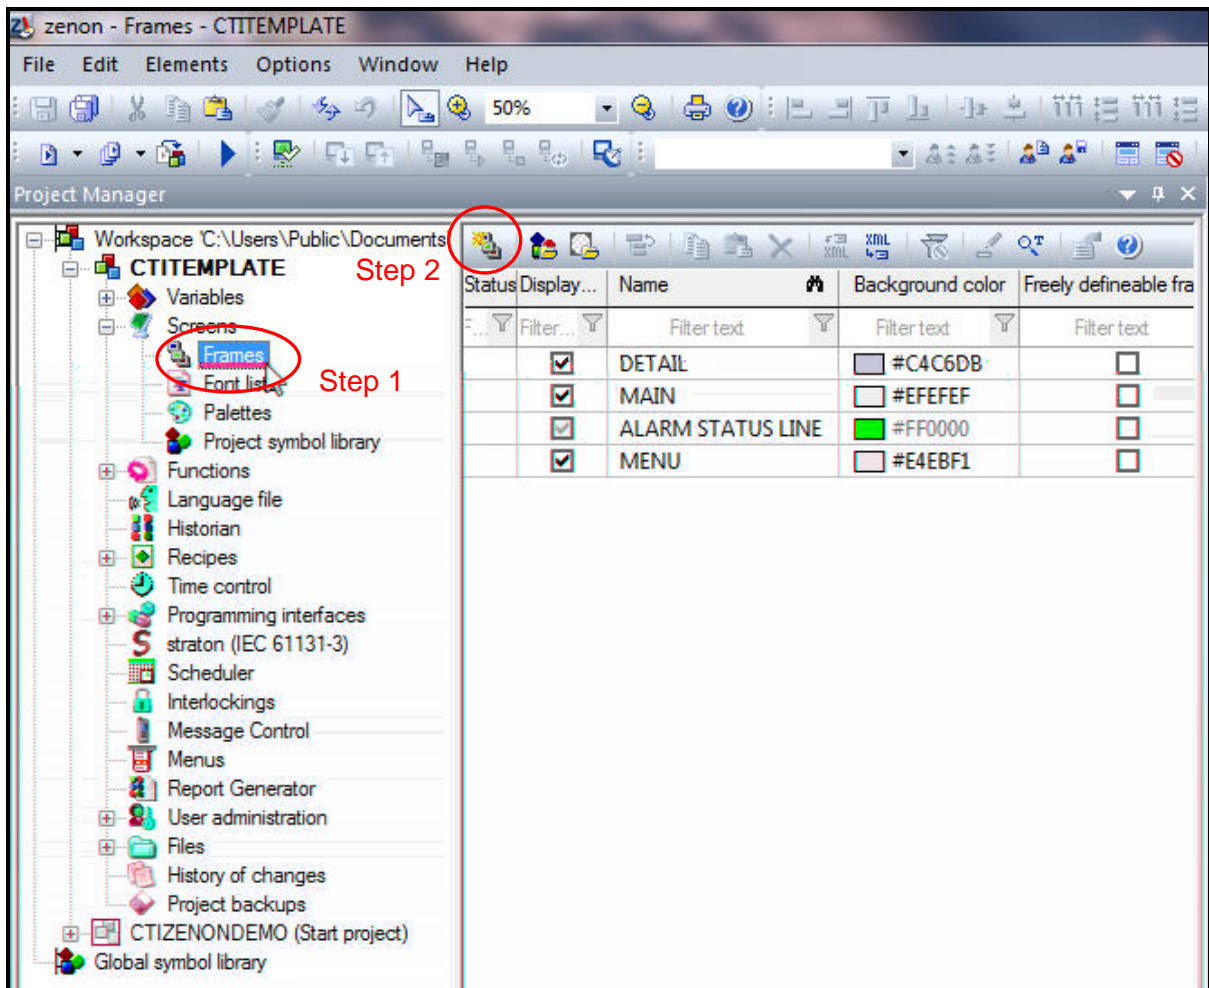 zenon - Frames - CTITEMPLATE
File Edit Elements Options Window Help
50%
Project Manager
Workspace 'C:\Users\Public\Documents
CTITEMPLATE
Step 2
Variables
Screens
Frames
Step 1
Font lists
Palettes
Project symbol library
Functions
Language file
Historian
Recipes
Time control
Programming interfaces
straton (IEC 61131-3)
Scheduler
Interlockings
Message Control
Menus
Report Generator
User administration
Files
History of changes
Project backups
CTIZENONDEMO (Start project)
Global symbol library
XML XML
Status Display... Name Background color Freely defineable fra
F... Filter... Filter text Filter text Filter text
DETAIL #C4C6DB
MAIN #EFEFEF
ALARM STATUS LINE #FF0000
MENU #E4EBF1